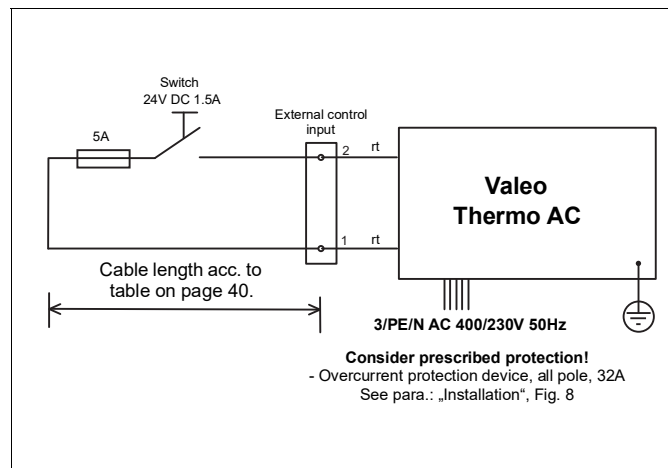 Switch
24V DC 1.5A
5A
External control
input
2
rt
Valeo
Thermo AC
1
rt
Cable length acc. to
table on page 40.
3/PE/N AC 400/230V 50Hz
Consider prescribed protection!
- Overcurrent protection device, all pole, 32A
See para.: „Installation“, Fig. 8